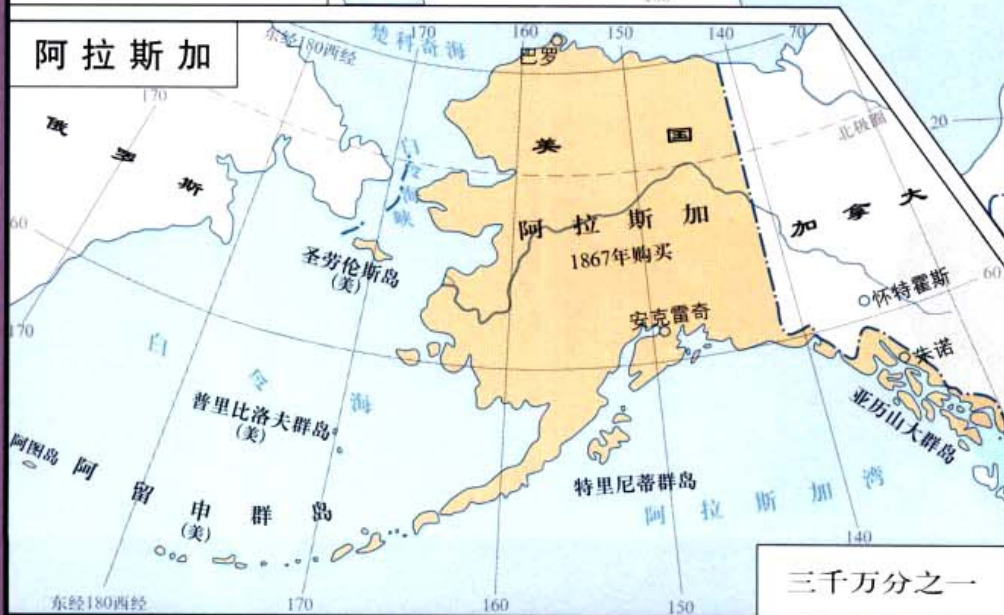 阿拉斯加
东经180西经
楚科奇海
170
160
150
140
70
巴罗
170
俄罗斯
白令海峡
美国
北极圈
20
60
阿拉斯加
加拿大
1867年购买
圣劳伦斯岛
(美)
60
怀特霍斯
170
安克雷奇
朱诺
白令海
普里比洛夫群岛
(美)
亚历山大群岛
阿图岛
阿留申群岛
(美)
特里尼蒂群岛
阿拉斯加湾
140
三千万分之一
东经180西经
170
160
150